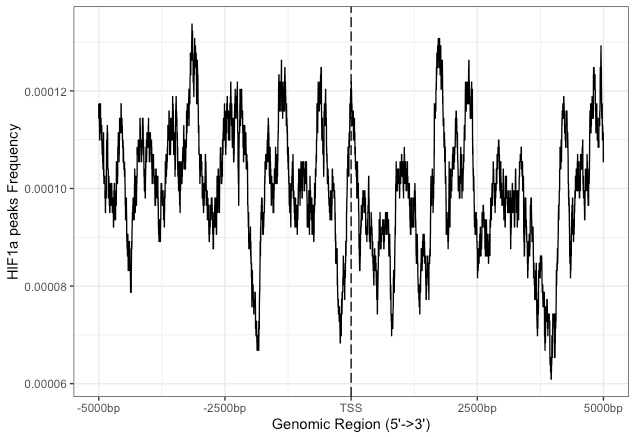 HIF1a peaks Frequency
0.00012
0.00010
0.00008
0.00006
-5000bp
-2500bp
TSS
2500bp
5000bp
Genomic Region (5'->3')